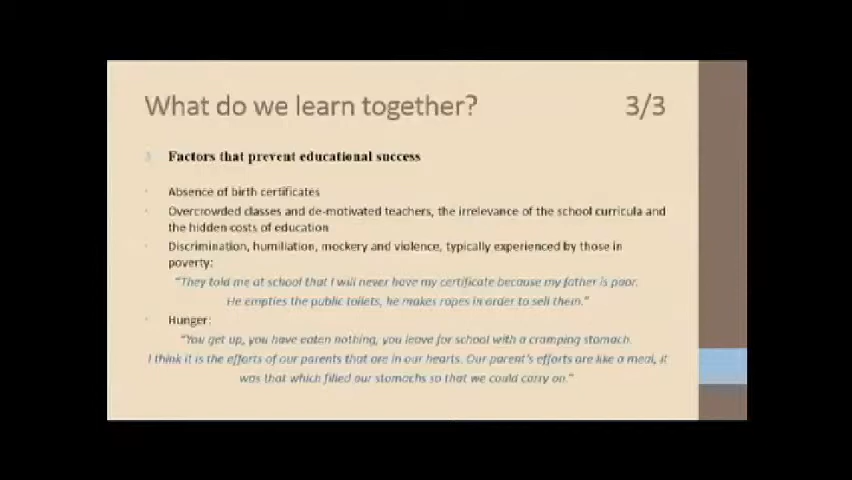 What do we learn together? 3/3
3 Factors that prevent educational success
Absence of birth certificates
Overcrowded classes and de-motivated teachers, the irrelevance of the school curricula and
the hidden costs of education
Discrimination, humiliation, mockery and violence, typically experienced by those in
poverty:
"They told me at school that I will never have my certificate because my father is poor.
He empties the public toilets, he makes ropes in order to sell them."
Hunger:
"You get up, you have eaten nothing, you leave for school with a cramping stomach.
I think it is the efforts of our parents that are in our hearts. Our parent's efforts are like a meal, it
was that which filled our stomachs so that we could carry on."